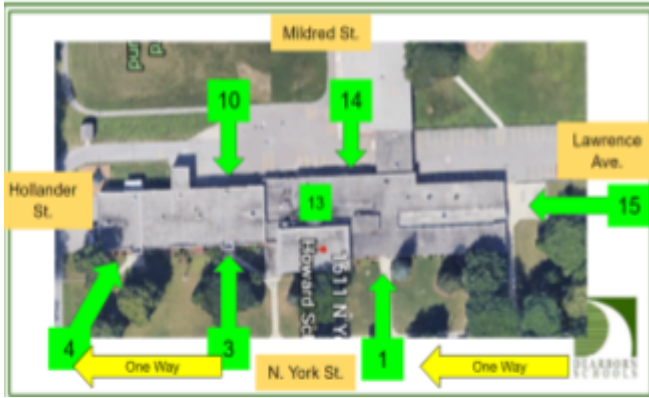 Mildred St.
10
14
Lawrence
Ave.
Hollander
St.
13
15
1511 N Y
Howard Sc
4
3
1
One Way
N. York St.
One Way
DEARBORN
SCHOOLS